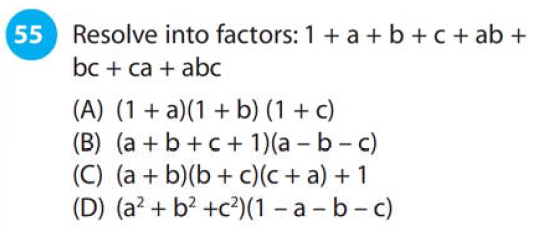 55 Resolve into factors: 1 + a + b + c + ab +
bc + ca + abc
(A) (1 + a)(1 + b) (1 + c)
(B) (a + b + c + 1)(a – b – c)
(C) (a + b)(b + c)(c + a) + 1
(D) (a² + b² +c²)(1 – a – b – c)